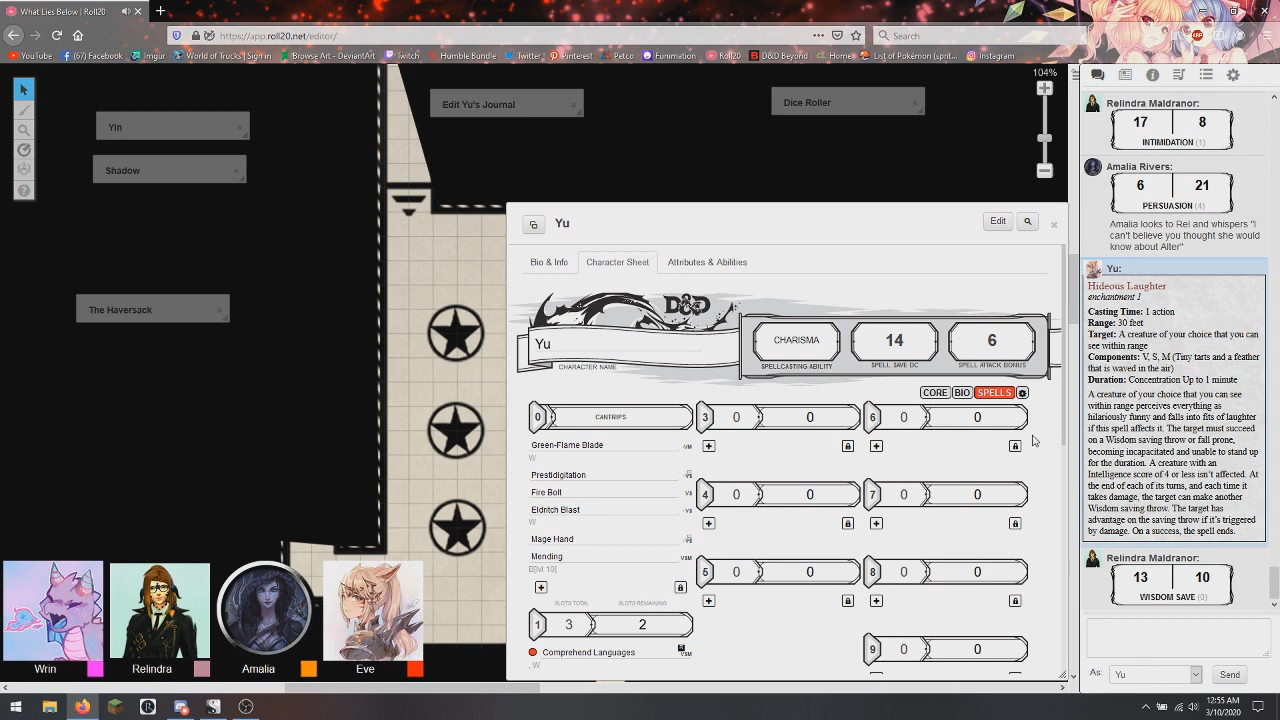 What Lies Below | Roll20
https://app.roll20.net/editor/
Search
YouTube
(67) Facebook
Imgur
World of Trucks | Sign in
Browse Art - DeviantArt
Twitch
Humble Bundle
Twitter
Pinterest
Petco
Funimation
Roll20
D&D Beyond
Home
List of Pokémon (sprit...
Instagram
104%
Yin
Shadow
The Haversack
Edit Yu's Journal
Dice Roller
Yu
Edit
Bio & Info
Character Sheet
Attributes & Abilities
D&D
Yu
CHARACTER NAME
CHARISMA
14
6
SPELLCASTING ABILITY
SPELL SAVE DC
SPELL ATTACK BONUS
CORE
BIO
SPELLS
0 CANTRIPS
Green-Flame Blade
W
Prestidigitation
Fire Bolt
Eldritch Blast
W
Mage Hand
Mending
B[lvl 10]
SLOTS TOTAL
SLOTS REMAINING
1 3 2
Comprehend Languages
, W
3 0 0
4 0 0
5 0 0
6 0 0
7 0 0
8 0 0
9 0 0
Relindra Maldranor:
17 8
INTIMIDATION (1)
Amalia Rivers:
6 21
PERSUASION (4)
Amalia looks to Rel and whispers "I
can't believe you thought she would
know about Alter"
Yu:
Hideous Laughter
enchantment 1
Casting Time: 1 action
Range: 30 feet
Target: A creature of your choice that you can
see within range
Components: V, S, M (Tiny tarts and a feather
that is waved in the air)
Duration: Concentration Up to 1 minute
A creature of your choice that you can see
within range perceives everything as
hilariously funny and falls into fits of laughter
if this spell affects it. The target must succeed
on a Wisdom saving throw or fall prone,
becoming incapacitated and unable to stand up
for the duration. A creature with an
Intelligence score of 4 or less isn't affected. At
the end of each of its turns, and each time it
takes damage, the target can make another
Wisdom saving throw. The target has
advantage on the saving throw if it's triggered
by damage. On a success, the spell ends.
Relindra Maldranor:
13 10
WISDOM SAVE (0)
As:
Yu
Send
Wrin
Relindra
Amalia
Eve
12:55 AM
3/10/2020